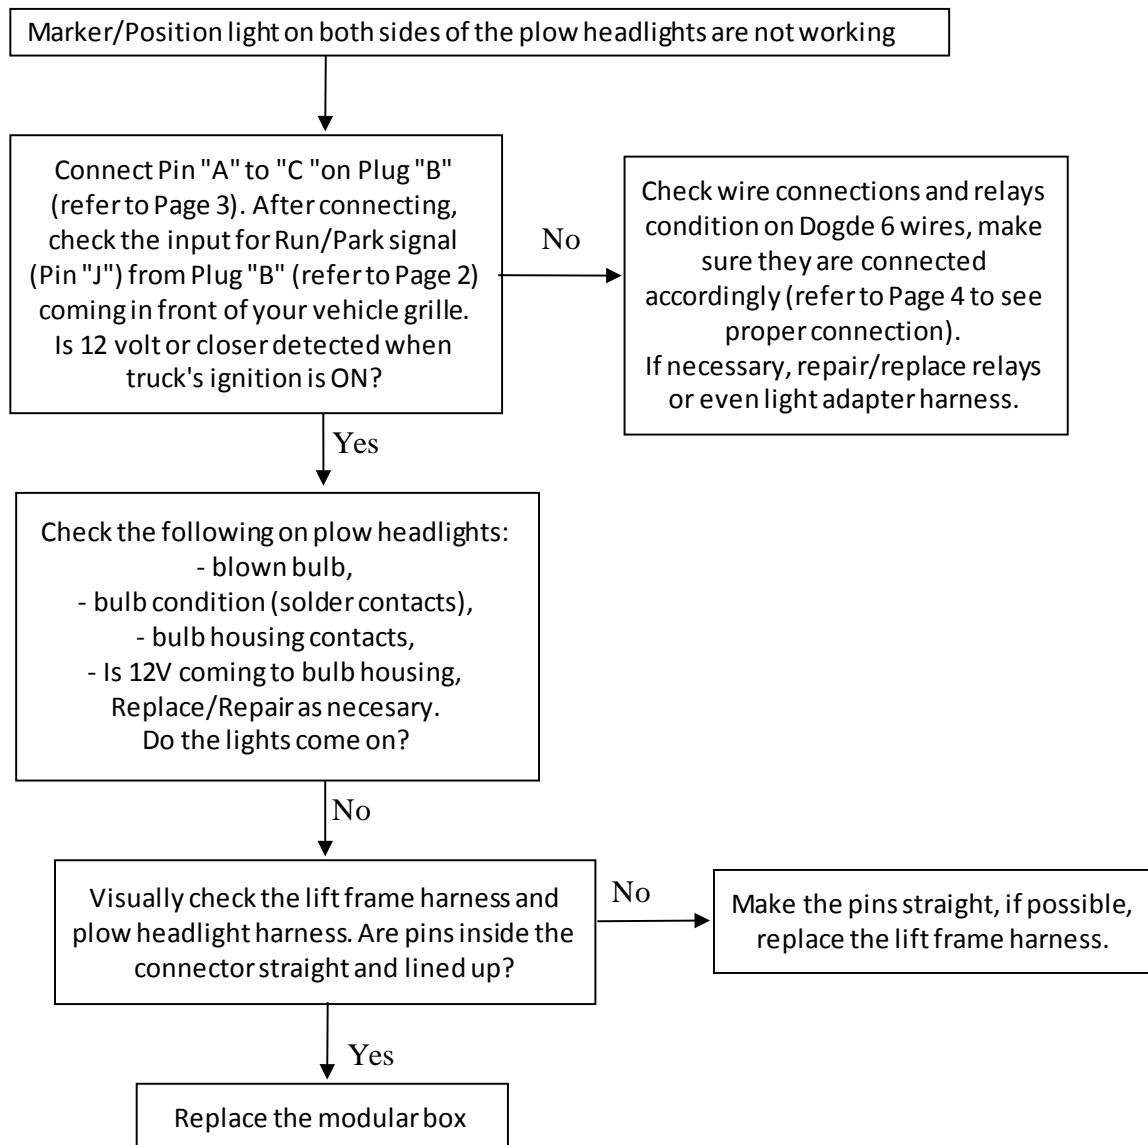 Marker/Position light on both sides of the plow headlights are not working
Connect Pin "A" to "C "on Plug "B"
(refer to Page 3). After connecting,
check the input for Run/Park signal
(Pin "J") from Plug "B" (refer to Page 2)
coming in front of your vehicle grille.
Is 12 volt or closer detected when
truck's ignition is ON?
No
Check wire connections and relays
condition on Dogde 6 wires, make
sure they are connected
accordingly (refer to Page 4 to see
proper connection).
If necessary, repair/replace relays
or even light adapter harness.
Yes
Check the following on plow headlights:
- blown bulb,
- bulb condition (solder contacts),
- bulb housing contacts,
- Is 12V coming to bulb housing,
Replace/Repair as necesary.
Do the lights come on?
No
Visually check the lift frame harness and
plow headlight harness. Are pins inside the
connector straight and lined up?
No
Make the pins straight, if possible,
replace the lift frame harness.
Yes
Replace the modular box